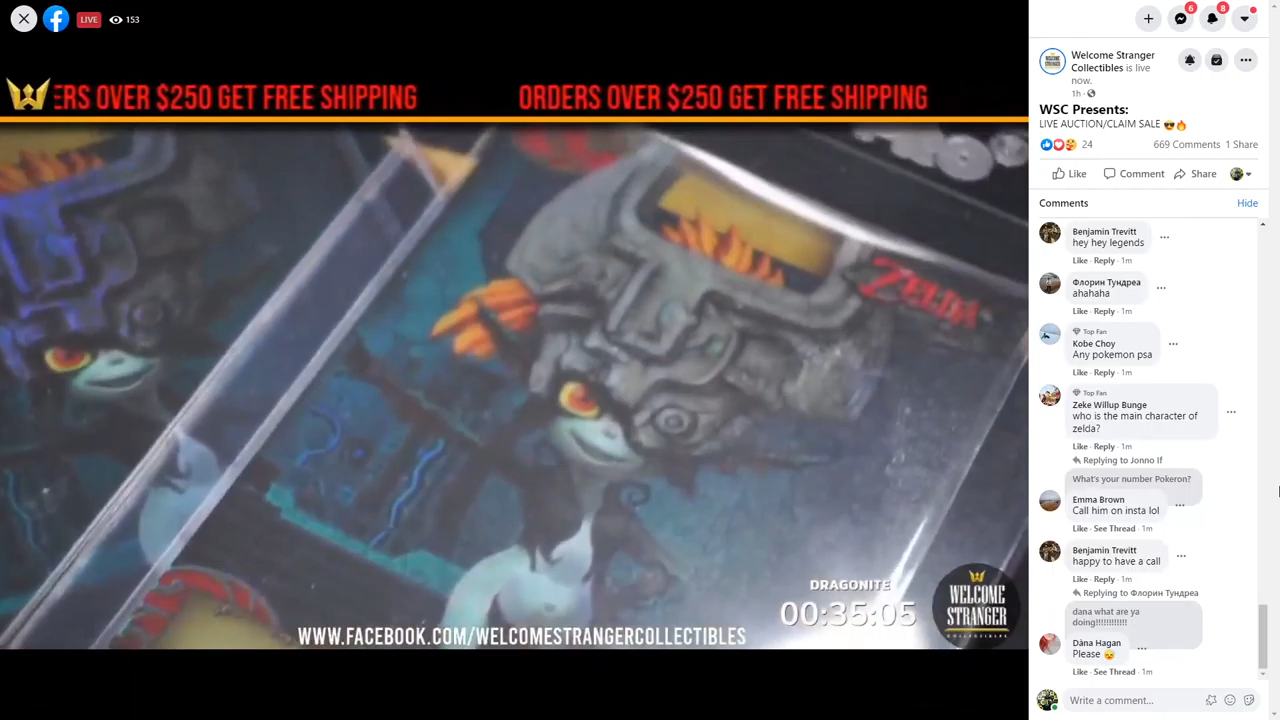 LIVE
153
ERS OVER $250 GET FREE SHIPPING
ORDERS OVER $250 GET FREE SHIPPING
ZELDA
DRAGONITE
00:35:05
WELCOME
STRANGER
COLLECTIBLES
WWW.FACEBOOK.COM/WELCOMESTRANGERCOLLECTIBLES
6
8
Welcome Stranger
Collectibles is live
now.
1h
WSC Presents:
LIVE AUCTION/CLAIM SALE 😎🔥
24
669 Comments 1 Share
Like
Comment
Share
Comments
Hide
Benjamin Trevitt
hey hey legends
Like · Reply · 1m
Флорин Тундреа
ahahaha
Like · Reply · 1m
Top Fan
Kobe Choy
Any pokemon psa
Like · Reply · 1m
Top Fan
Zeke Willup Bunge
who is the main character of
zelda?
Like · Reply · 1m
Replying to Jonno If
What's your number Pokeron?
Emma Brown
Call him on insta lol
Like · See Thread · 1m
Benjamin Trevitt
happy to have a call
Like · Reply · 1m
Replying to Флорин Тундреа
dana what are ya
doing!!!!!!!!!!!!
Dàna Hagan
Please 😴
Like · See Thread · 1m
Write a comment...